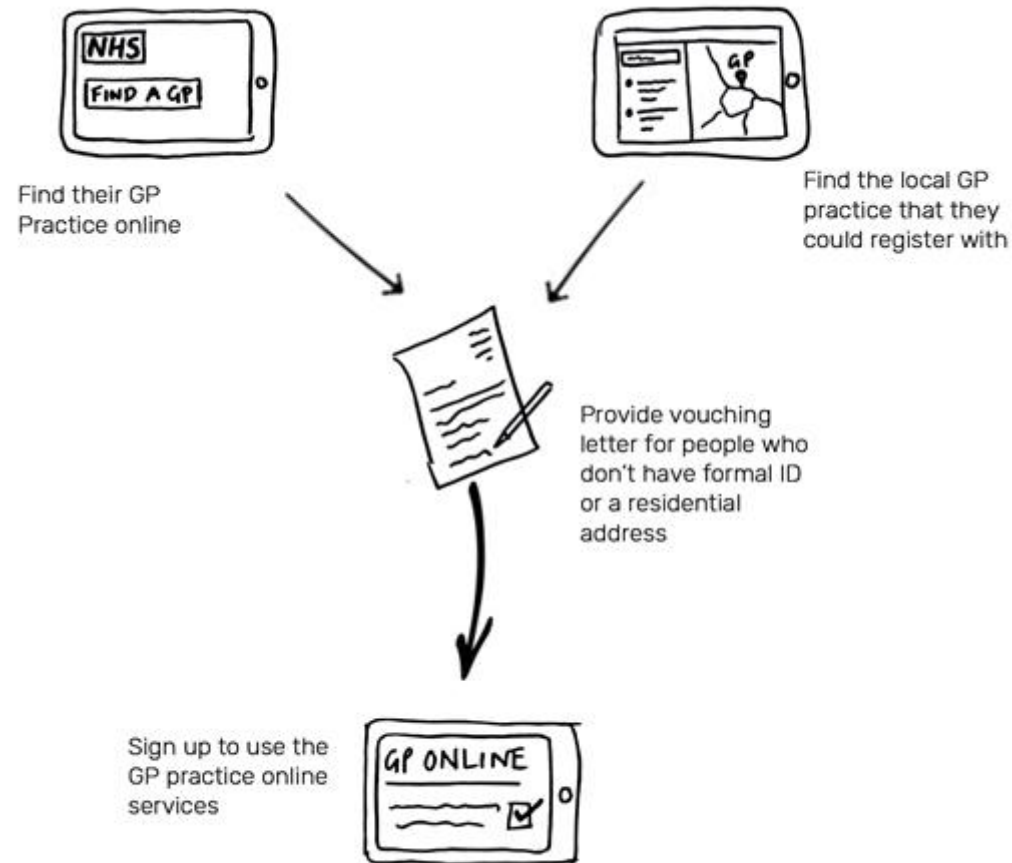 NHS
FIND A GP
Find their GP
Practice online
GP
Find the local GP
practice that they
could register with
Provide vouching
letter for people who
don't have formal ID
or a residential
address
Sign up to use the
GP practice online
services
GP ONLINE